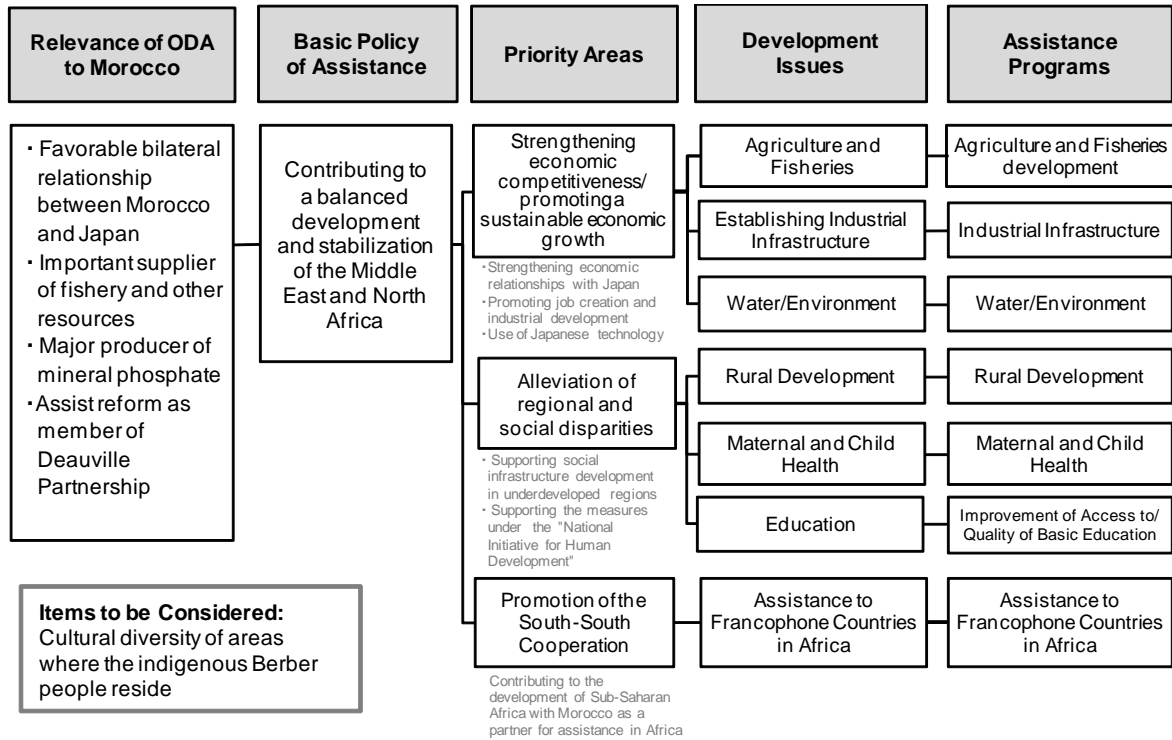 Relevance of ODA
to Morocco
Basic Policy
of Assistance
Priority Areas
Development
Issues
Assistance
Programs
・Favorable bilateral
relationship
between Morocco
and Japan
・Important supplier
of fishery and other
resources
・Major producer of
mineral phosphate
・Assist reform as
member of
Deauville
Partnership
Contributing to
a balanced
development
and stabilization
of the Middle
East and North
Africa
Strengthening
economic
competitiveness/
promoting a
sustainable economic
growth
・Strengthening economic
relationships with Japan
・Promoting job creation and
industrial development
・Use of Japanese technology
Agriculture and
Fisheries
Agriculture and Fisheries
development
Establishing Industrial
Infrastructure
Industrial Infrastructure
Water/Environment
Water/Environment
Alleviation of
regional and
social disparities
・Supporting social
infrastructure development
in underdeveloped regions
・Supporting the measures
under the "National
Initiative for Human
Development"
Rural Development
Rural Development
Maternal and Child
Health
Maternal and Child
Health
Education
Improvement of Access to/
Quality of Basic Education
Promotion of the
South-South
Cooperation
Contributing to the
development of Sub-Saharan
Africa with Morocco as a
partner for assistance in Africa
Assistance to
Francophone Countries
in Africa
Assistance to
Francophone Countries
in Africa
Items to be Considered:
Cultural diversity of areas
where the indigenous Berber
people reside